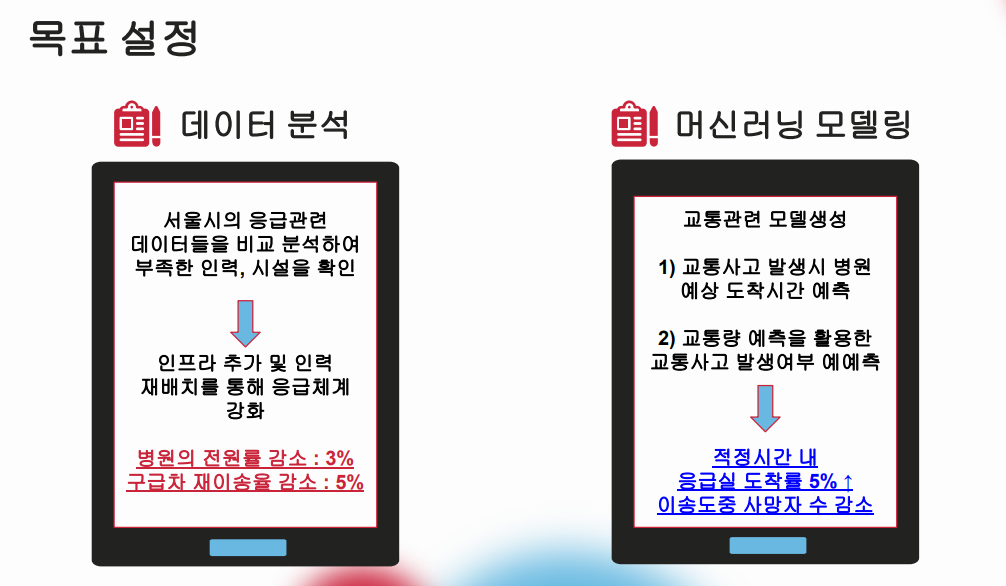 목표 설정
데이터 분석
서울시의 응급관련
데이터들을 비교 분석하여
부족한 인력, 시설을 확인
인프라 추가 및 인력
재배치를 통해 응급체계
강화
병원의 전원률 감소 : 3%
구급차 재이송율 감소 : 5%
머신러닝 모델링
교통관련 모델생성
1) 교통사고 발생시 병원
예상 도착시간 예측
2) 교통량 예측을 활용한
교통사고 발생여부 예예측
적정시간 내
응급실 도착률 5% ↑
이송도중 사망자 수 감소